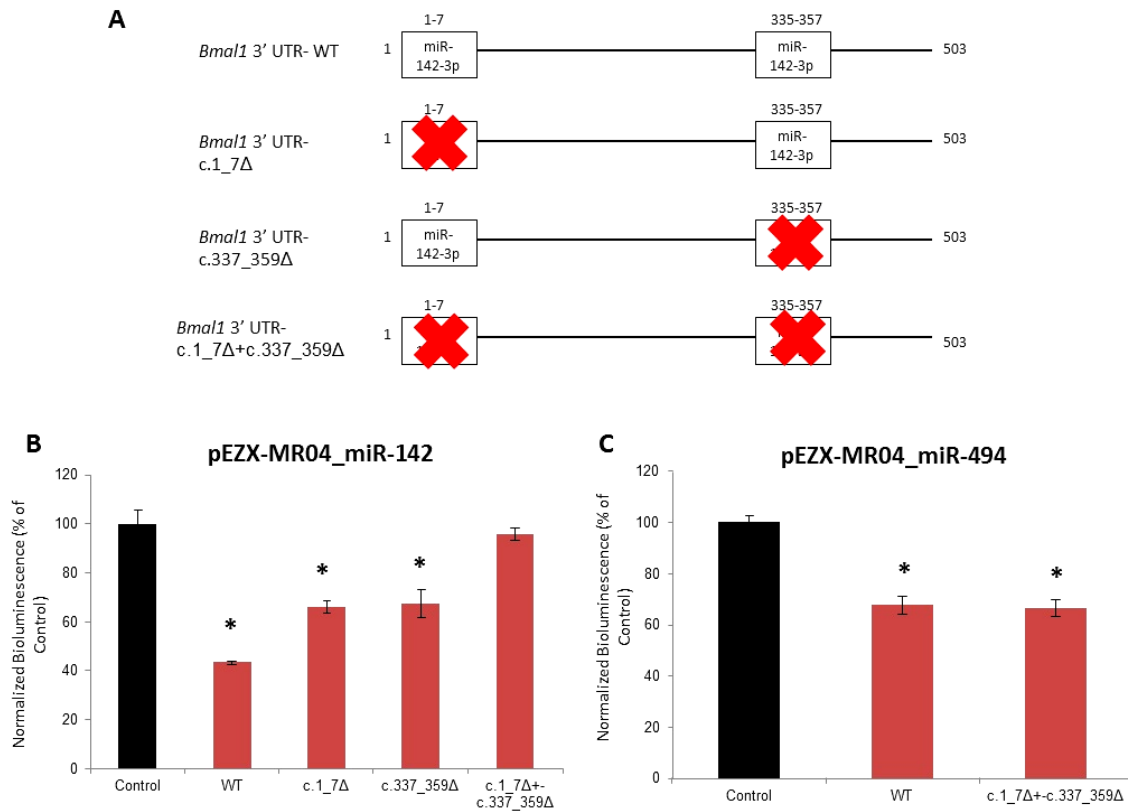 A
Bmal1 3’ UTR- WT
1
1-7
miR-
142-3p
335-357
miR-
142-3p
503
Bmal1 3’ UTR-
c.1_7Δ
1
1-7
335-357
miR-
142-3p
503
Bmal1 3’ UTR-
c.337_359Δ
1
1-7
miR-
142-3p
335-357
503
Bmal1 3’ UTR-
c.1_7Δ+c.337_359Δ
1
1-7
335-357
503
B
pEZX-MR04_miR-142
Normalized Bioluminescence (% of
Control)
120
100
80
60
40
20
0
*
*
*
Control
WT
c.1_7Δ
c.337_359Δ
c.1_7Δ+-
c.337_359Δ
C
pEZX-MR04_miR-494
Normalized Bioluminescence (% of
Control)
120
100
80
60
40
20
0
*
*
Control
WT
c.1_7Δ+-c.337_359Δ